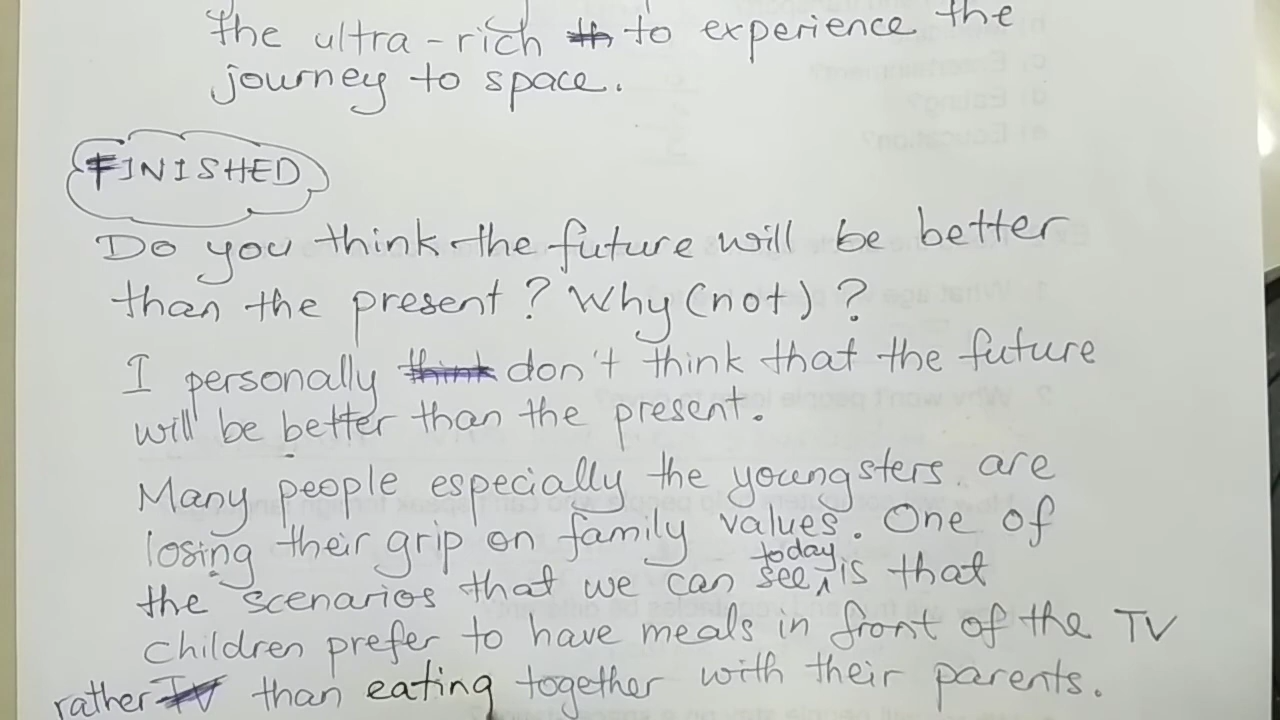 the ultra-rich to experience the
journey to space.
FINISHED
Do you think the future will be better
than the present? Why (not)?
I personally think don't think that the future
will be better than the present.
Many people especially the youngsters are
losing their grip on family values. One of
the scenarios that we can see today is that
children prefer to have meals in front of the TV
rather TV than eating together with their parents.